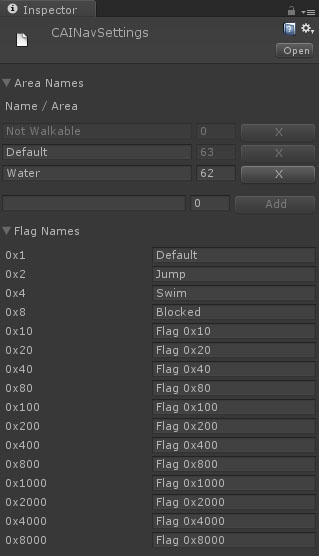 Inspector
CAINavSettings
Open
Area Names
Name / Area
Not Walkable 0 X
Default 63 X
Water 62 X
0 Add
Flag Names
0x1 Default
0x2 Jump
0x4 Swim
0x8 Blocked
0x10 Flag 0x10
0x20 Flag 0x20
0x40 Flag 0x40
0x80 Flag 0x80
0x100 Flag 0x100
0x200 Flag 0x200
0x400 Flag 0x400
0x800 Flag 0x800
0x1000 Flag 0x1000
0x2000 Flag 0x2000
0x4000 Flag 0x4000
0x8000 Flag 0x8000